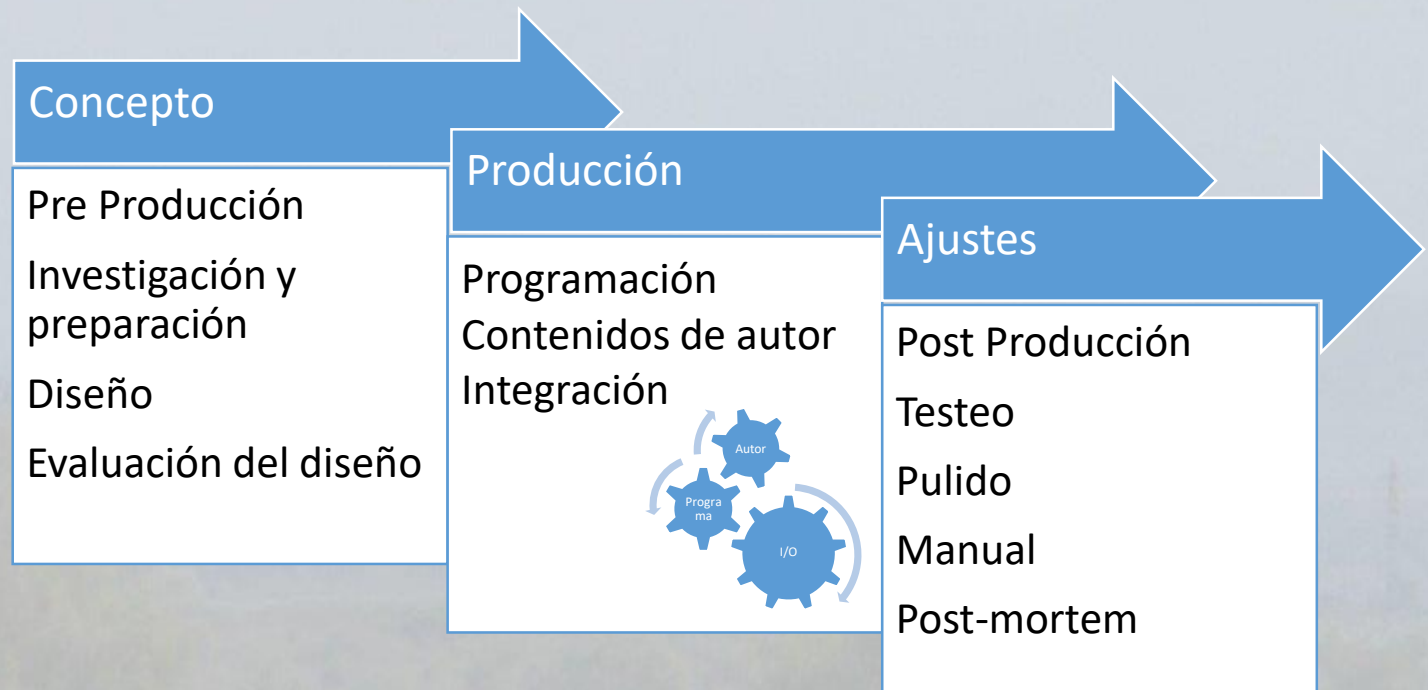 Concepto
Pre Producción
Investigación y
preparación
Diseño
Evaluación del diseño
Producción
Programación
Contenidos de autor
Integración
Autor
Progra
ma
I/O
Ajustes
Post Producción
Testeo
Pulido
Manual
Post-mortem